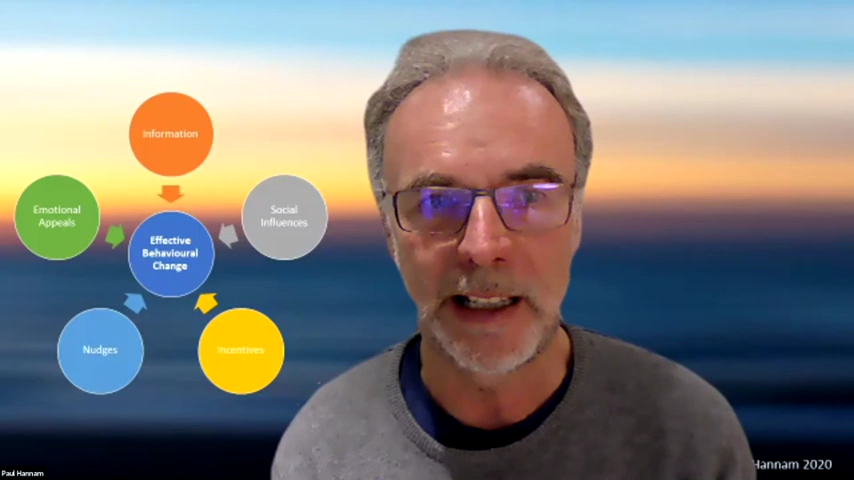 Information
Emotional
Appeals
Social
Influences
Effective
Behavioural
Change
Nudges
Incentives
Paul Hannam
Hannam 2020